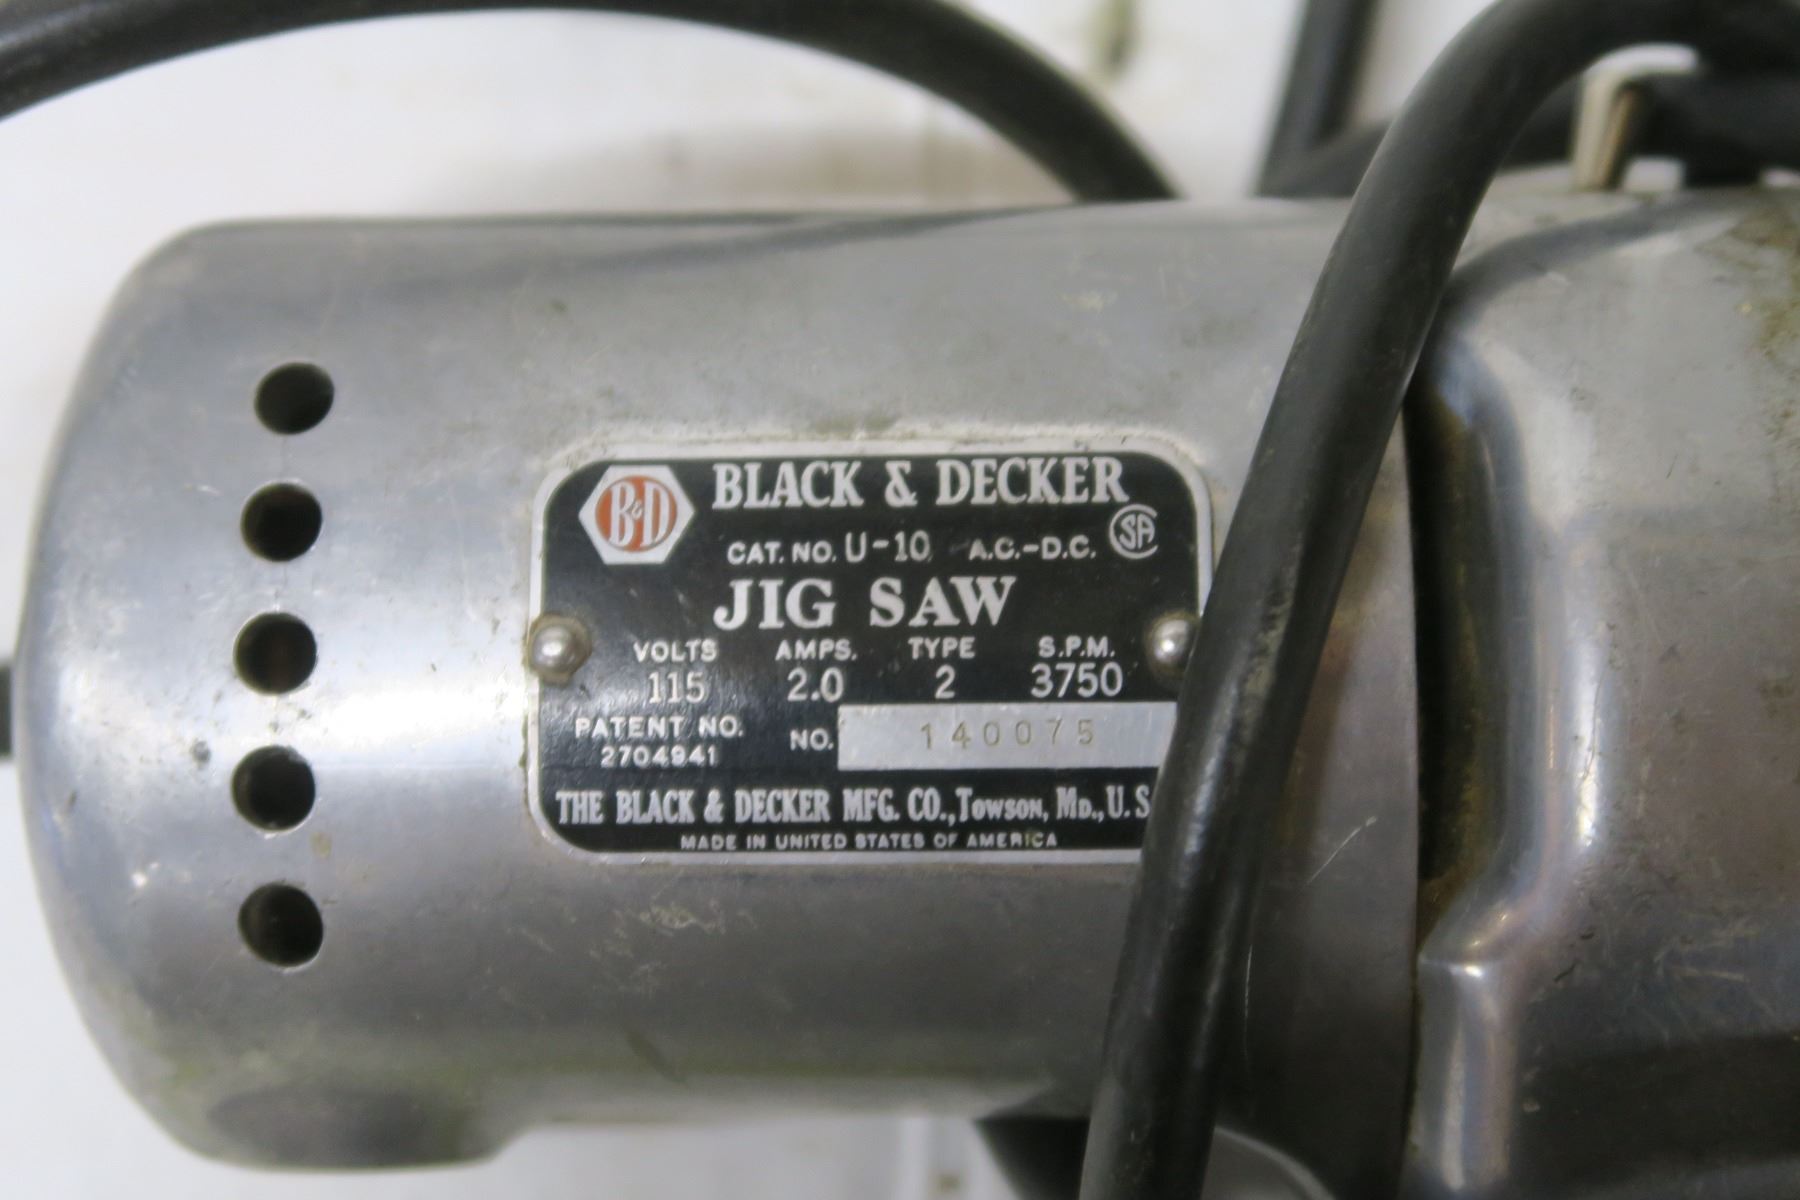 B&D BLACK & DECKER
CAT. NO. U-10 A.C.-D.C. CSA
JIG SAW
VOLTS AMPS. TYPE S.P.M.
115 2.0 2 3750
PATENT NO. 2704941
NO. 140075
THE BLACK & DECKER MFG. CO., TOWSON, MD., U. S.
MADE IN UNITED STATES OF AMERICA